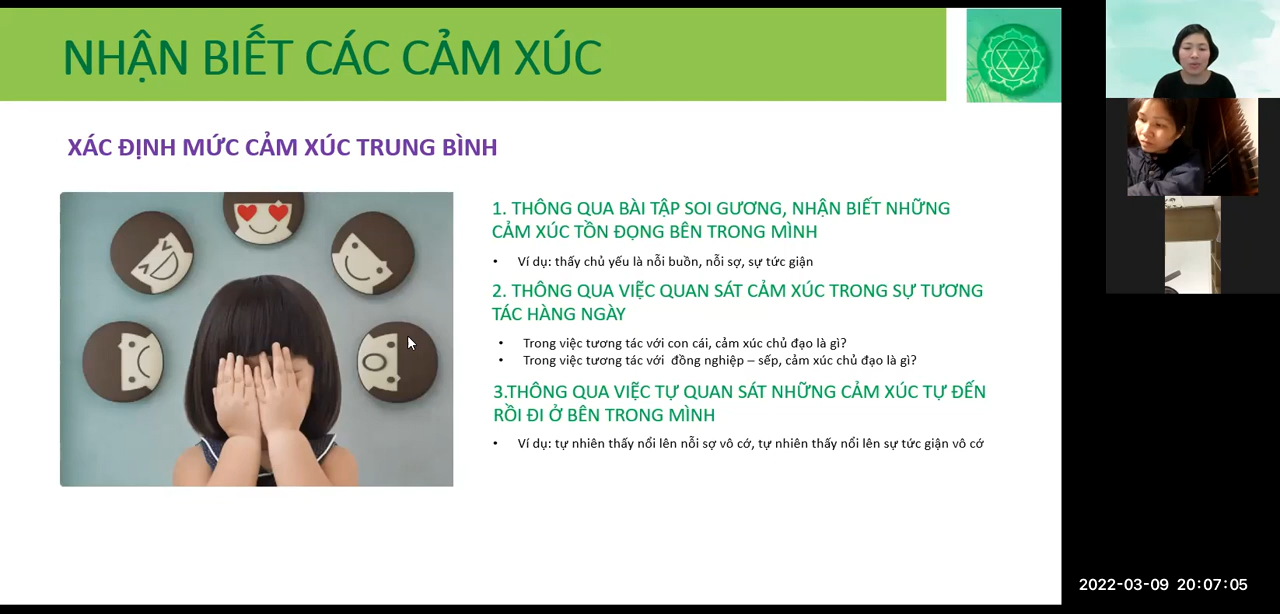 NHẬN BIẾT CÁC CẢM XÚC
XÁC ĐỊNH MỨC CẢM XÚC TRUNG BÌNH
1. THÔNG QUA BÀI TẬP SOI GƯƠNG, NHẬN BIẾT NHỮNG
CẢM XÚC TỒN ĐỌNG BÊN TRONG MÌNH
• Ví dụ: thấy chủ yếu là nỗi buồn, nỗi sợ, sự tức giận
2. THÔNG QUA VIỆC QUAN SÁT CẢM XÚC TRONG SỰ TƯƠNG
TÁC HÀNG NGÀY
• Trong việc tương tác với con cái, cảm xúc chủ đạo là gì?
• Trong việc tương tác với đồng nghiệp – sếp, cảm xúc chủ đạo là gì?
3.THÔNG QUA VIỆC TỰ QUAN SÁT NHỮNG CẢM XÚC TỰ ĐẾN
RỒI ĐI Ở BÊN TRONG MÌNH
• Ví dụ: tự nhiên thấy nổi lên nỗi sợ vô cớ, tự nhiên thấy nổi lên sự tức giận vô cớ
2022-03-09 20:07:05